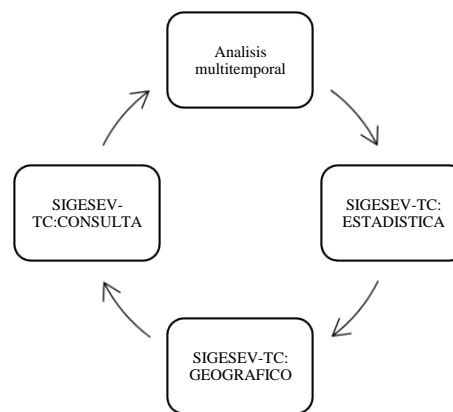 Analisis
multitemporal
SIGESEV-TC:
ESTADISTICA
SIGESEV-TC:
GEOGRAFICO
SIGESEV-
TC:CONSULTA